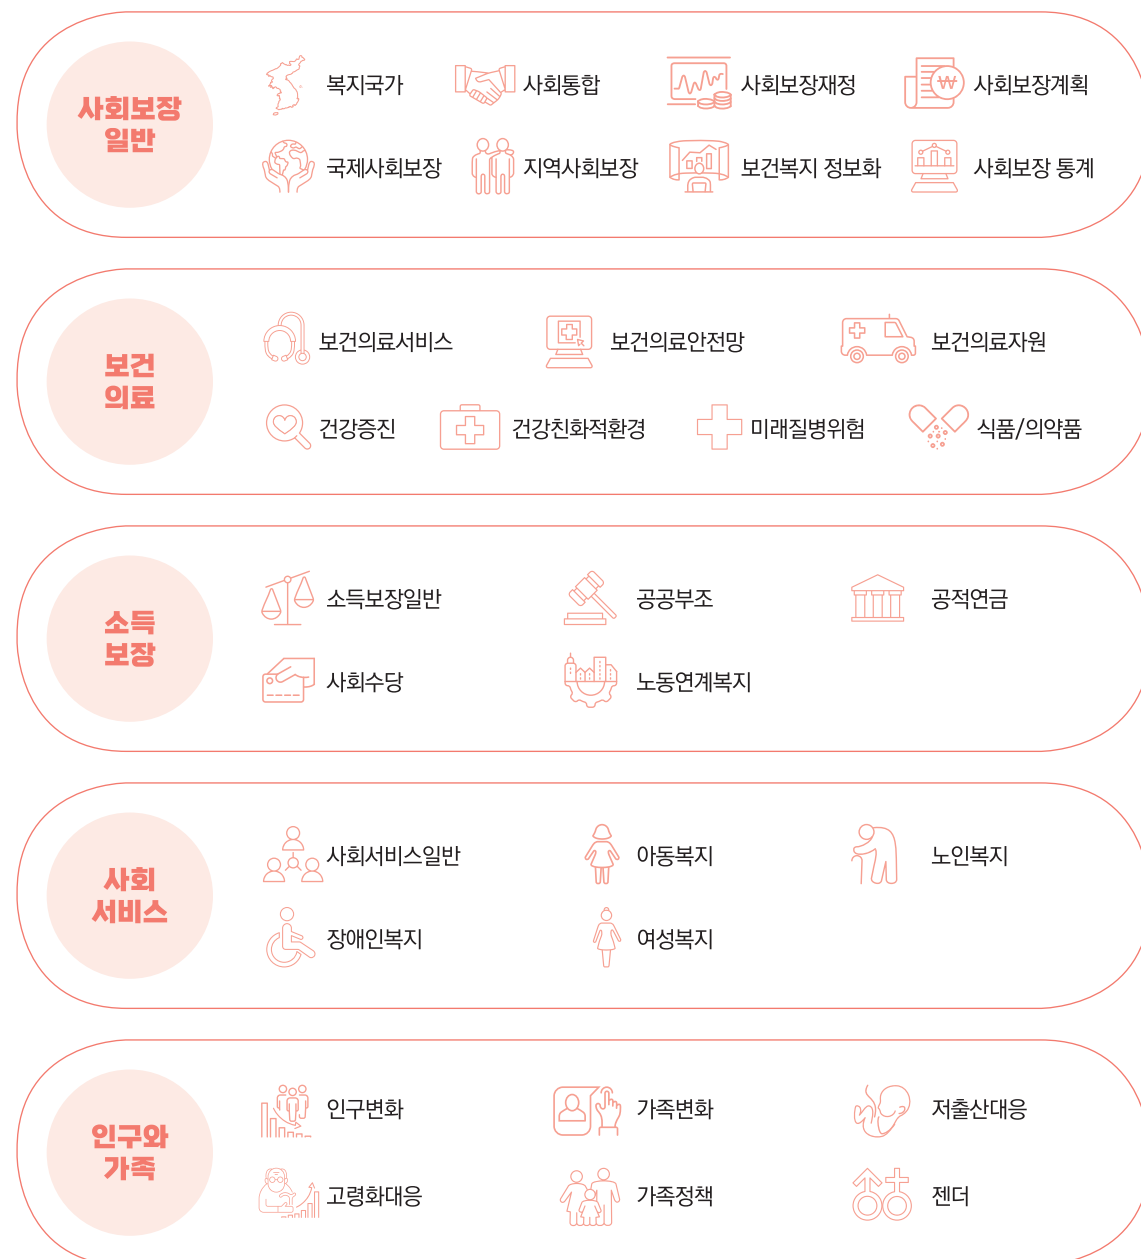 사회보장
일반
복지국가 사회통합 사회보장재정 사회보장계획
국제사회보장 지역사회보장 보건복지 정보화 사회보장 통계
보건
의료
보건의료서비스 보건의료안전망 보건의료자원
건강증진 건강친화적환경 미래질병위험 식품/의약품
소득
보장
소득보장일반 공공부조 공적연금
사회수당 노동연계복지
사회
서비스
사회서비스일반 아동복지 노인복지
장애인복지 여성복지
인구와
가족
인구변화 가족변화 저출산대응
고령화대응 가족정책 젠더